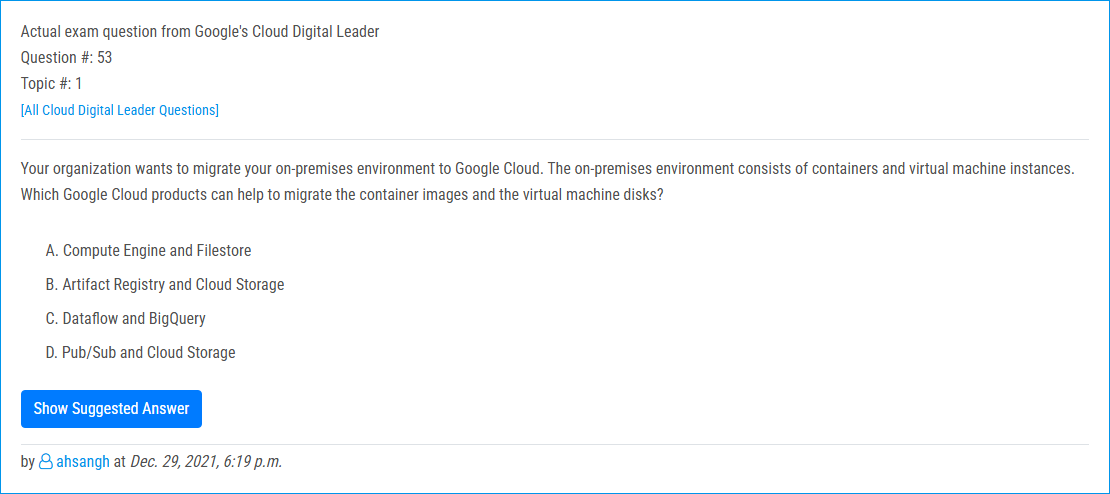 Actual exam question from Google's Cloud Digital Leader
Question #: 53
Topic #: 1
[All Cloud Digital Leader Questions]
Your organization wants to migrate your on-premises environment to Google Cloud. The on-premises environment consists of containers and virtual machine instances.
Which Google Cloud products can help to migrate the container images and the virtual machine disks?
A. Compute Engine and Filestore
B. Artifact Registry and Cloud Storage
C. Dataflow and BigQuery
D. Pub/Sub and Cloud Storage
Show Suggested Answer
by ahsangh at Dec. 29, 2021, 6:19 p.m.